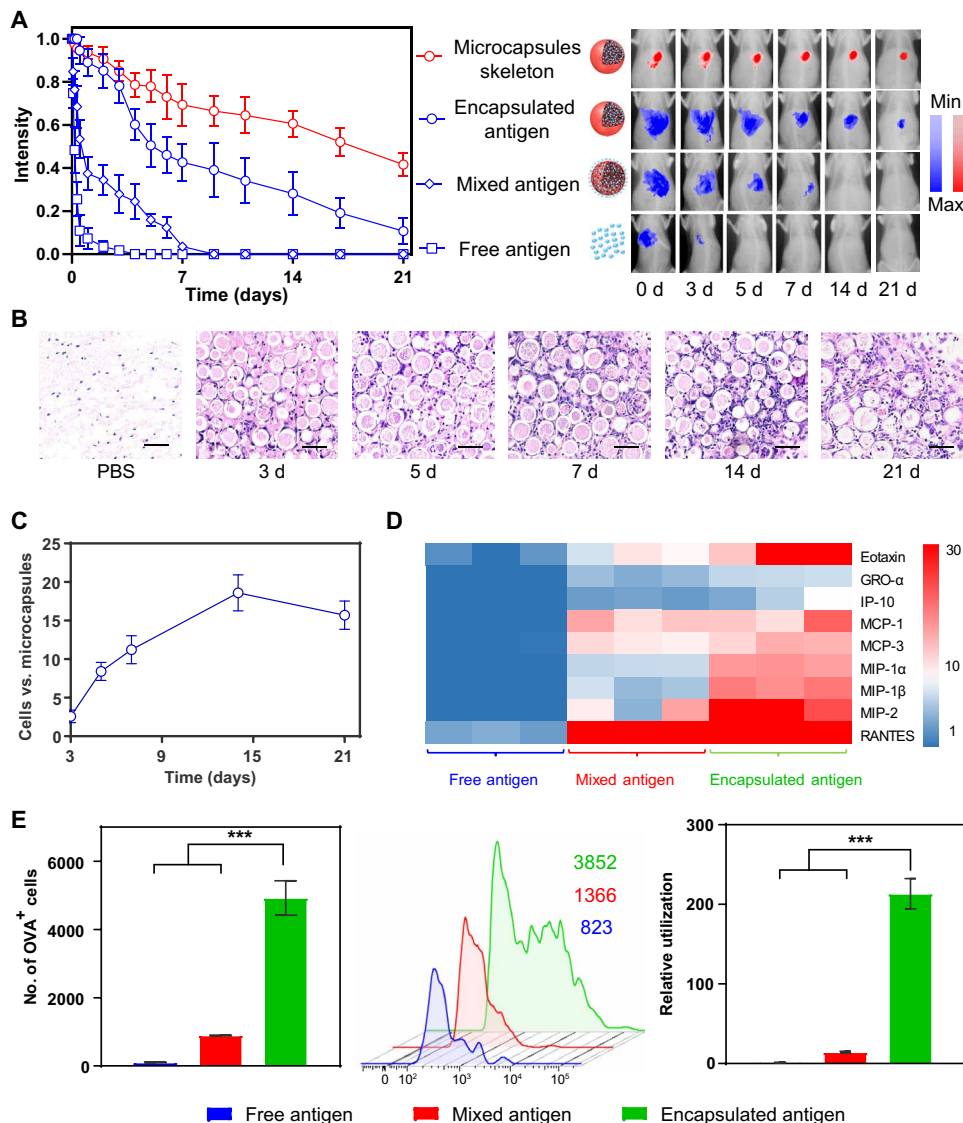 A
1.0
0.8
0.6
0.4
0.2
0.0
Intensity
0
7
14
21
Time (days)
Microcapsules
skeleton
Encapsulated
antigen
Mixed antigen
Free antigen
0 d
3 d
5 d
7 d
14 d
21 d
Min
Max
B
PBS
3 d
5 d
7 d
14 d
21 d
C
25
20
15
10
5
0
Cells vs. microcapsules
3
9
15
21
Time (days)
D
Eotaxin
GRO-α
IP-10
MCP-1
MCP-3
MIP-1α
MIP-1β
MIP-2
RANTES
30
10
1
Free antigen
Mixed antigen
Encapsulated antigen
E
6000
4000
2000
0
No. of OVA⁺ cells
***
3852
1366
823
0
10²
10³
10⁴
10⁵
300
200
100
0
Relative utilization
***
Free antigen
Mixed antigen
Encapsulated antigen